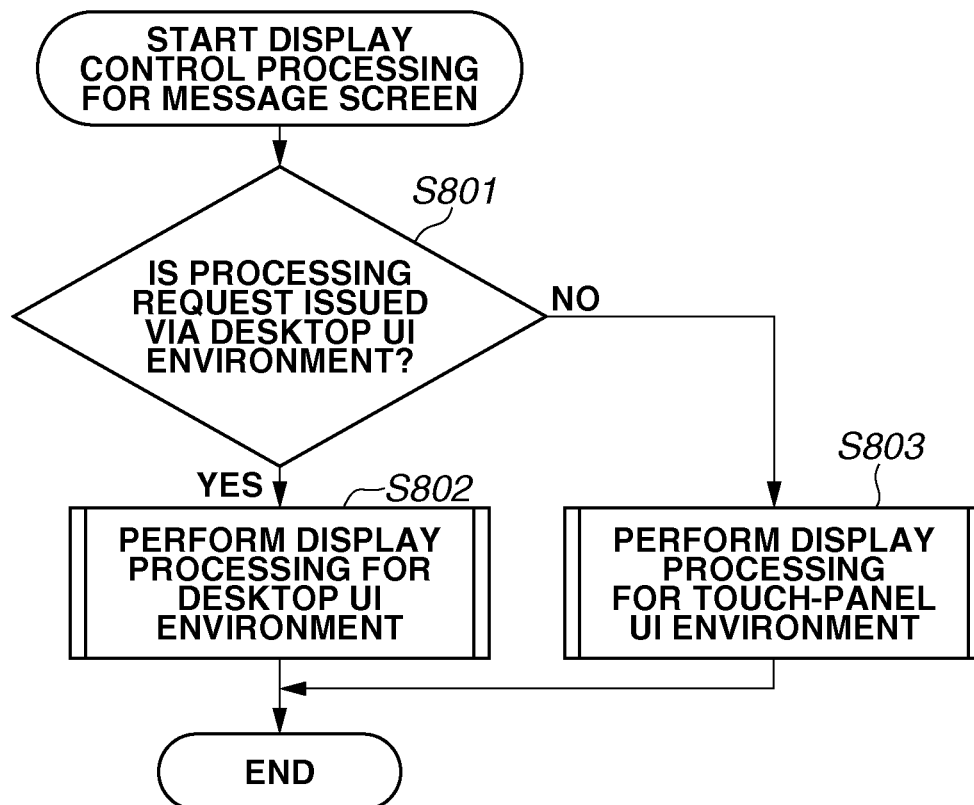 START DISPLAY
CONTROL PROCESSING
FOR MESSAGE SCREEN
S801
IS PROCESSING
REQUEST ISSUED
VIA DESKTOP UI
ENVIRONMENT?
NO
YES
S802
PERFORM DISPLAY
PROCESSING FOR
DESKTOP UI
ENVIRONMENT
S803
PERFORM DISPLAY
PROCESSING
FOR TOUCH-PANEL
UI ENVIRONMENT
END